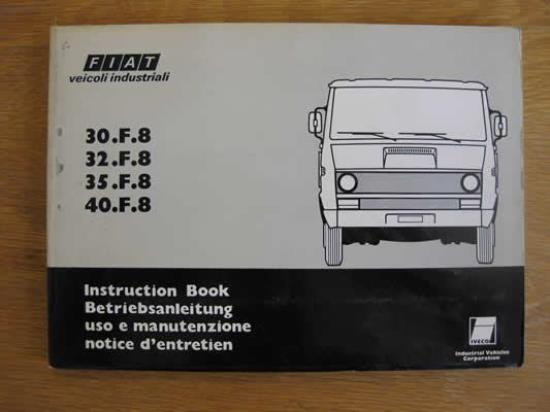 FIAT
veicoli industriali
30.F.8
32.F.8
35.F.8
40.F.8
Instruction Book
Betriebsanleitung
uso e manutenzione
notice d'entretien
IVECO
Industrial Vehicles
Corporation